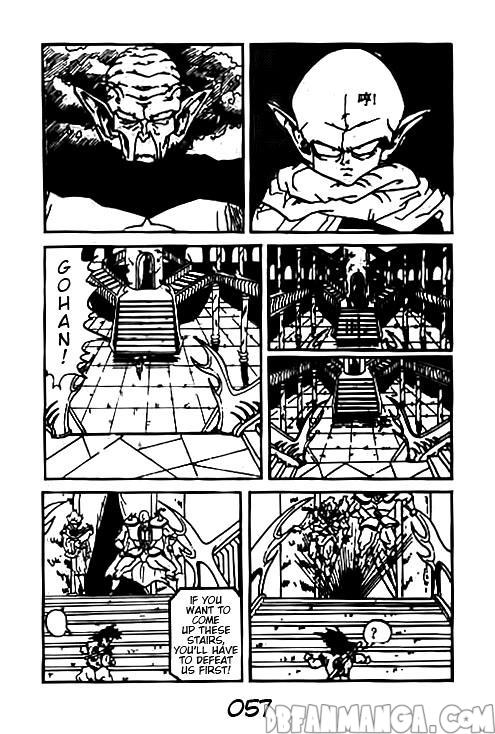 哼!
GOHAN!
IF YOU
WANT TO
COME
UP THESE
STAIRS,
YOU'LL HAVE
TO DEFEAT
US FIRST!
?
057
DBFANMANGA.COM